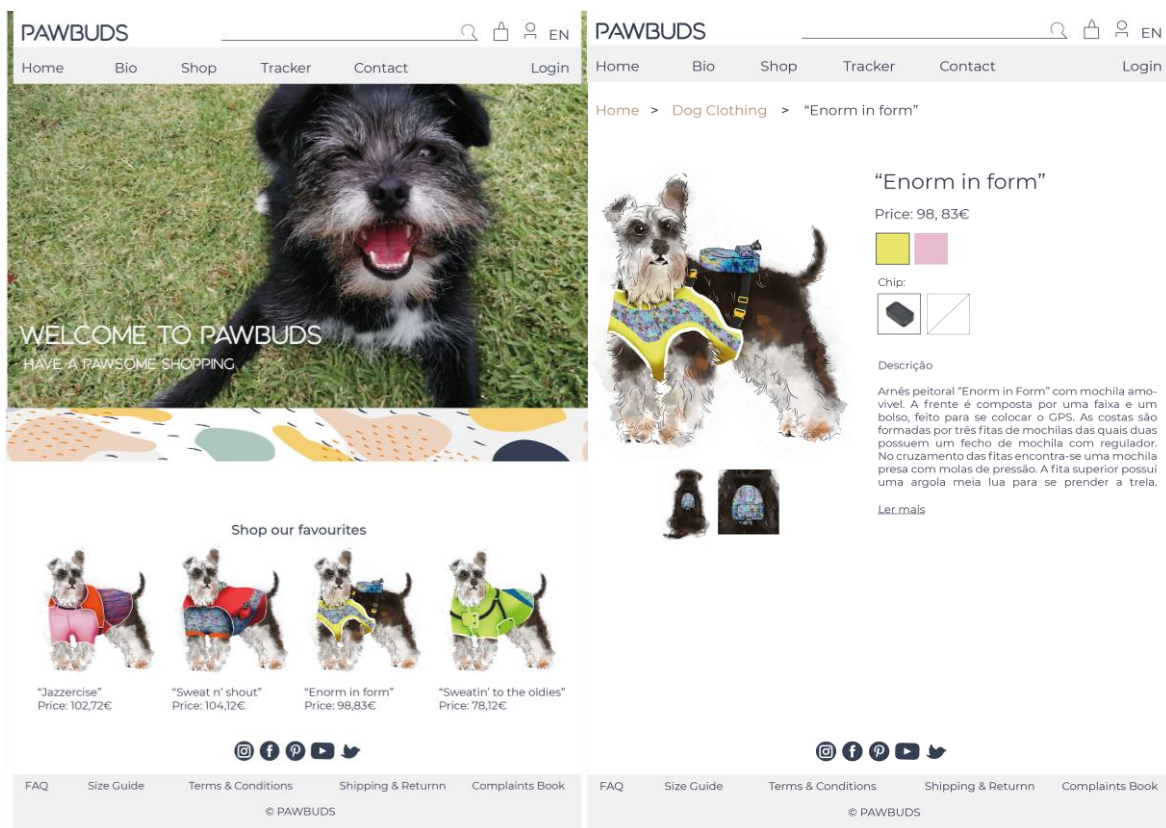 PAWBUDS
EN
Home Bio Shop Tracker Contact Login
WELCOME TO PAWBUDS
HAVE A PAWSOME SHOPPING
Shop our favourites
“Jazzercise”
Price: 102,72€
“Sweat n’ shout”
Price: 104,12€
“Enorm in form”
Price: 98,83€
“Sweatin’ to the oldies”
Price: 78,12€
FAQ Size Guide Terms & Conditions Shipping & Returnn Complaints Book
© PAWBUDS
PAWBUDS
EN
Home Bio Shop Tracker Contact Login
Home > Dog Clothing > “Enorm in form”
“Enorm in form”
Price: 98, 83€
Chip:
Descrição
Arnês peitoral “Enorm in Form” com mochila amo-
vivel. A frente é composta por uma faixa e um
bolso, feito para se colocar o GPS. As costas são
formadas por três fitas de mochilas das quais duas
possuem um fecho de mochila com regulador.
No cruzamento das fitas encontra-se uma mochila
presa com molas de pressão. A fita superior possui
uma argola meia lua para se prender a trela.
Ler mais
FAQ Size Guide Terms & Conditions Shipping & Returnn Complaints Book
© PAWBUDS